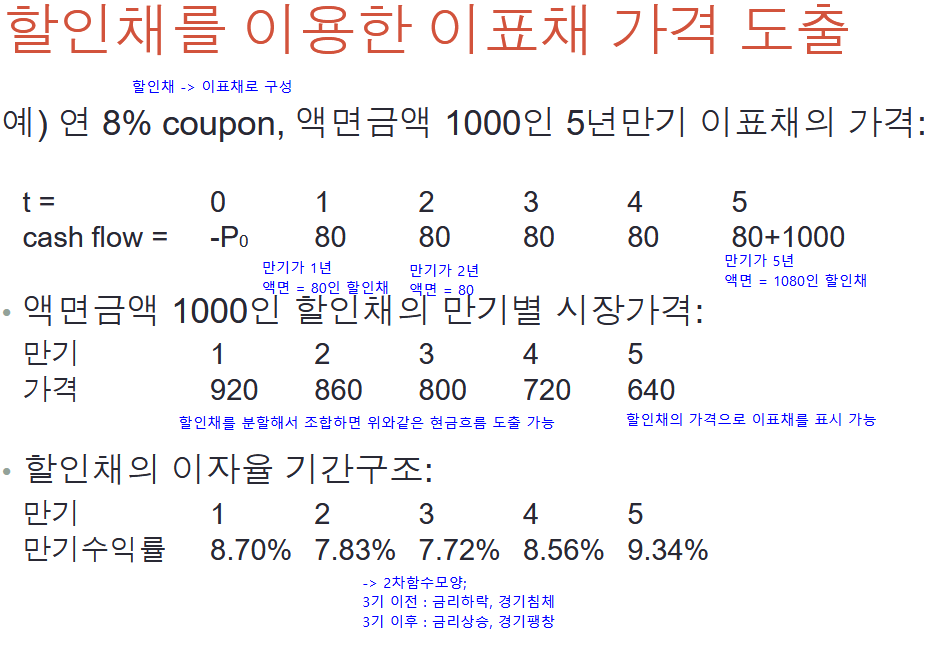 할인채를 이용한 이표채 가격 도출
할인채 -> 이표채로 구성
예) 연 8% coupon, 액면금액 1000인 5년만기 이표채의 가격:
t = 0 1 2 3 4 5
cash flow = -P₀ 80 80 80 80 80+1000
만기가 1년 만기가 2년 만기가 5년
액면 = 80인 할인채 액면 = 80 액면 = 1080인 할인채
• 액면금액 1000인 할인채의 만기별 시장가격:
만기 1 2 3 4 5
가격 920 860 800 720 640
할인채를 분할해서 조합하면 위와같은 현금흐름 도출 가능 할인채의 가격으로 이표채를 표시 가능
• 할인채의 이자율 기간구조:
만기 1 2 3 4 5
만기수익률 8.70% 7.83% 7.72% 8.56% 9.34%
-> 2차함수모양;
3기 이전 : 금리하락, 경기침체
3기 이후 : 금리상승, 경기팽창